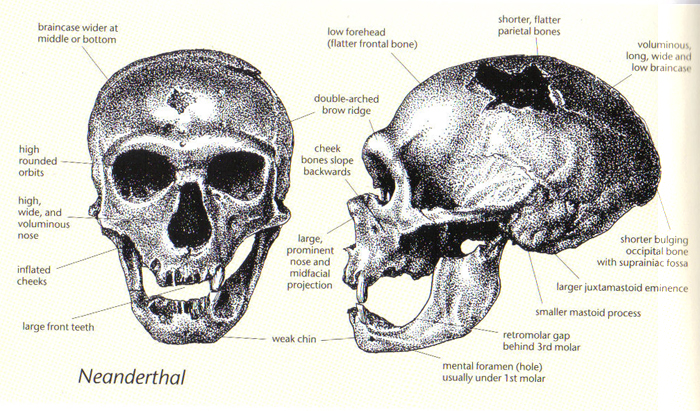 braincase wider at
middle or bottom
low forehead
(flatter frontal bone)
shorter, flatter
parietal bones
voluminous,
long, wide and
low braincase
double-arched
brow ridge
high
rounded
orbits
cheek
bones slope
backwards
high,
wide, and
voluminous
nose
large,
prominent
nose and
midfacial
projection
shorter bulging
occipital bone
with suprainiac fossa
inflated
cheeks
larger juxtamastoid eminence
smaller mastoid process
large front teeth
weak chin
retromolar gap
behind 3rd molar
mental foramen (hole)
usually under 1st molar
Neanderthal